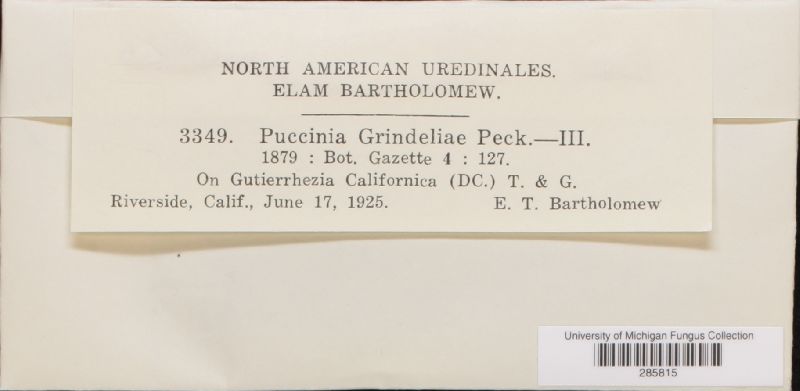 NORTH AMERICAN UREDINALES.
ELAM BARTHOLOMEW.
3349. Puccinia Grindeliae Peck.—III.
1879 : Bot. Gazette 4 : 127.
On Gutierrhezia Californica (DC.) T. & G.
Riverside, Calif., June 17, 1925. E. T. Bartholomew
University of Michigan Fungus Collection
285815